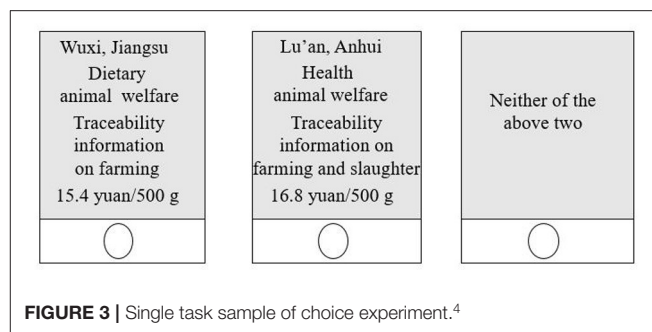 Wuxi, Jiangsu
Dietary
animal welfare
Traceability
information
on farming
15.4 yuan/500 g
Lu'an, Anhui
Health
animal welfare
Traceability
information on
farming and slaughter
16.8 yuan/500 g
Neither of the
above two
FIGURE 3 | Single task sample of choice experiment.4